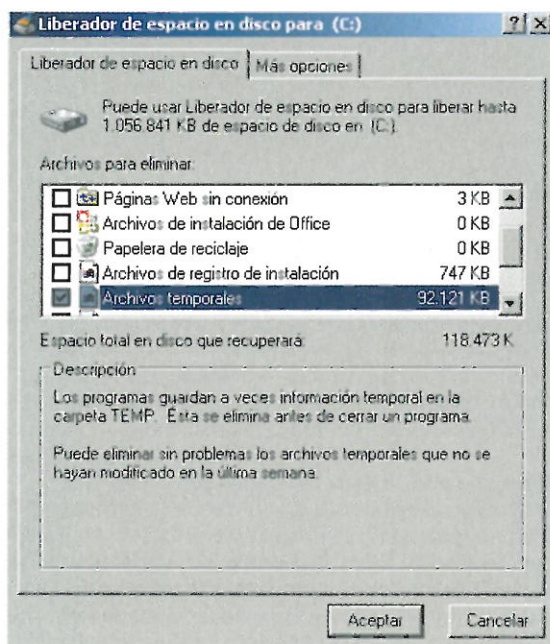 Liberador de espacio en disco para (C:)
Liberador de espacio en disco
Más opciones
Puede usar Liberador de espacio en disco para liberar hasta
1.056.841 KB de espacio de disco en (C:).
Archivos para eliminar:
Páginas Web sin conexión 3 KB
Archivos de instalación de Office 0 KB
Papelera de reciclaje 0 KB
Archivos de registro de instalación 747 KB
Archivos temporales 92.121 KB
Espacio total en disco que recuperará: 118.473 K
Descripción
Los programas guardan a veces información temporal en la
carpeta TEMP. Ésta se elimina antes de cerrar un programa.
Puede eliminar sin problemas los archivos temporales que no se
hayan modificado en la última semana.
Aceptar
Cancelar